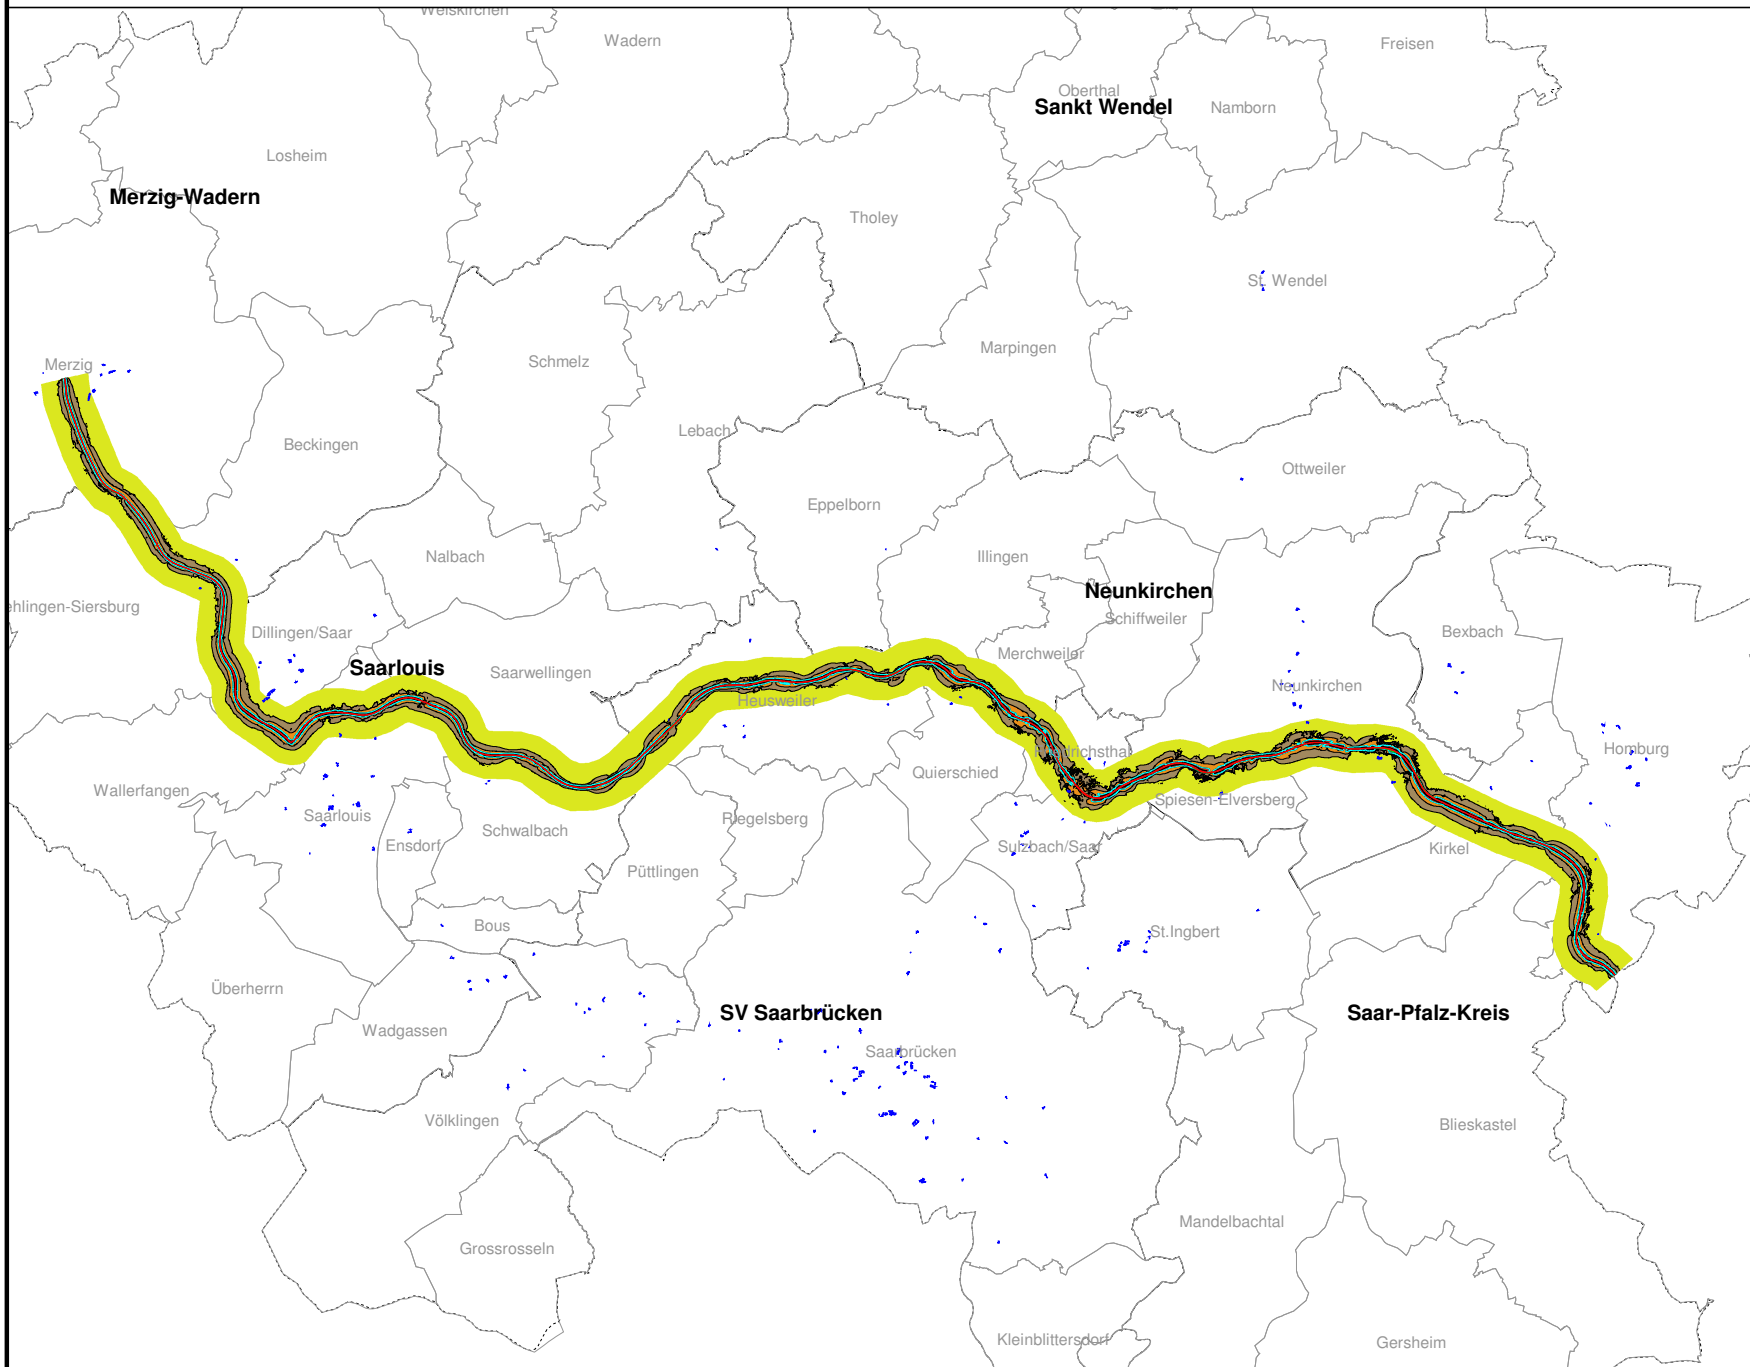 Weiskirchen
Wadern
Freisen
Oberthal
Sankt Wendel
Namborn
Losheim
Merzig-Wadern
Tholey
St. Wendel
Marpingen
Schmelz
Merzig
Lebach
Beckingen
Ottweiler
Eppelborn
Illingen
Nalbach
Neunkirchen
ehlingen-Siersburg
Schiffweiler
Dillingen/Saar
Bexbach
Merchweiler
Saarlouis
Saarwellingen
Neunkirchen
Heusweiler
Friedrichsthal
Homburg
Quierschied
Wallerfangen
Spiesen-Elversberg
Saarlouis
Riegelsberg
Schwalbach
Ensdorf
Sulzbach/Saar
Kirkel
Püttlingen
Bous
St.Ingbert
Überherrn
SV Saarbrücken
Saar-Pfalz-Kreis
Wadgassen
Saarbrücken
Völklingen
Blieskastel
Mandelbachtal
Grossrosseln
Kleinblittersdorf
Gersheim